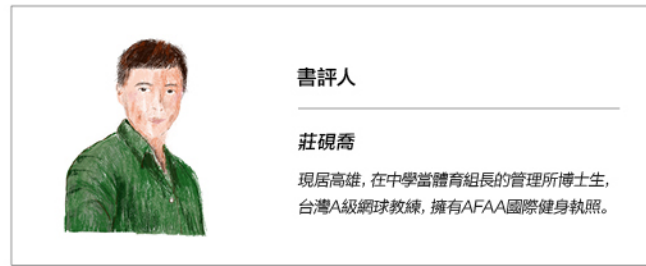 書評人
莊硯喬
現居高雄, 在中學當體育組長的管理所博士生,
台灣A級網球教練, 擁有AFAA國際健身執照。